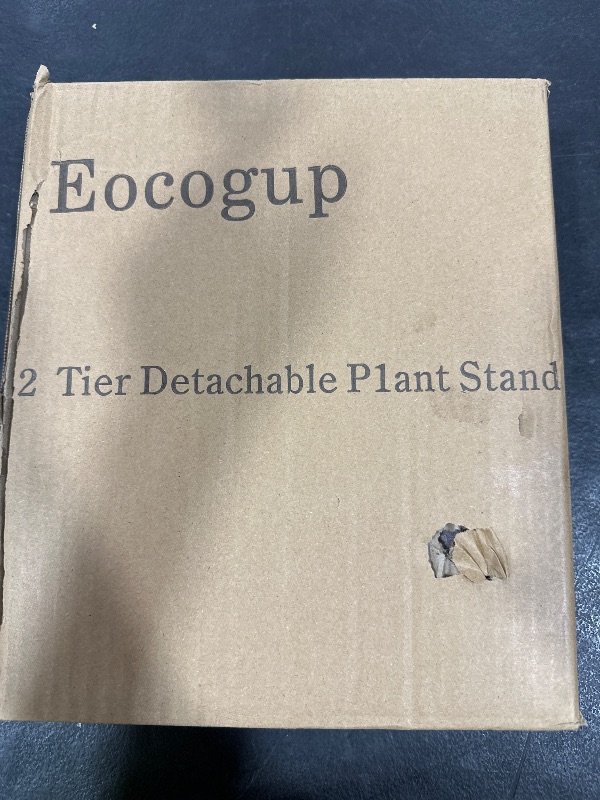 Eocogup
2 Tier Detachable P1ant Stand